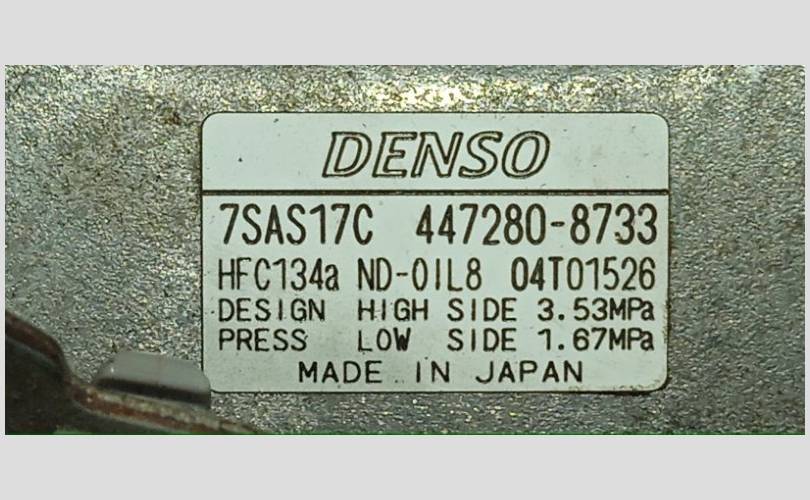 DENSO
7SAS17C 447280-8733
HFC134a ND-OIL8 04T01526
DESIGN HIGH SIDE 3.53MPa
PRESS LOW SIDE 1.67MPa
MADE IN JAPAN